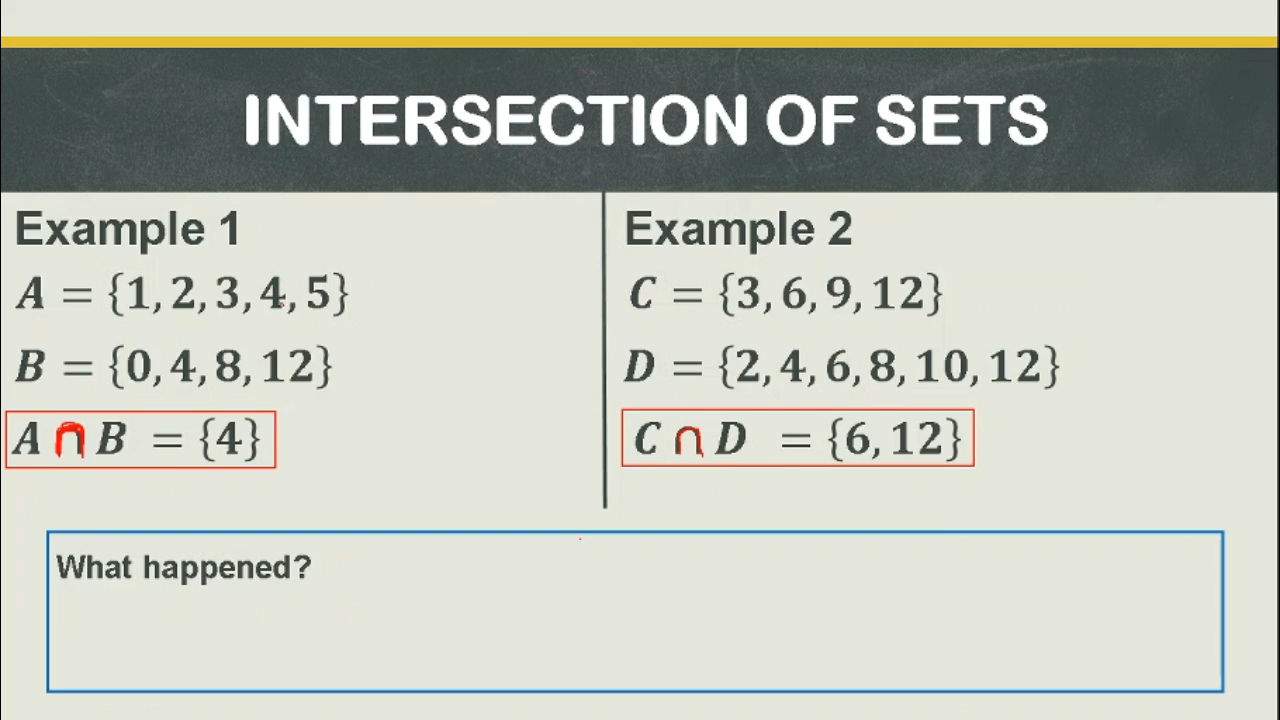 INTERSECTION OF SETS
Example 1
A = {1, 2, 3, 4, 5}
B = {0, 4, 8, 12}
A ∩ B = {4}
Example 2
C = {3, 6, 9, 12}
D = {2, 4, 6, 8, 10, 12}
C ∩ D = {6, 12}
What happened?